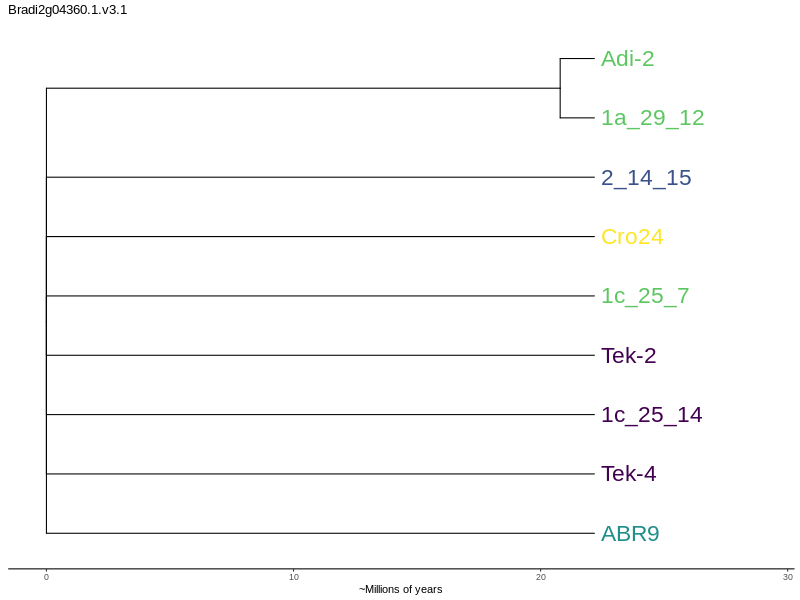 Bradi2g04360.1.v3.1
Adi-2
1a_29_12
2_14_15
Cro24
1c_25_7
Tek-2
1c_25_14
Tek-4
ABR9
0 10 20 30
~Millions of years